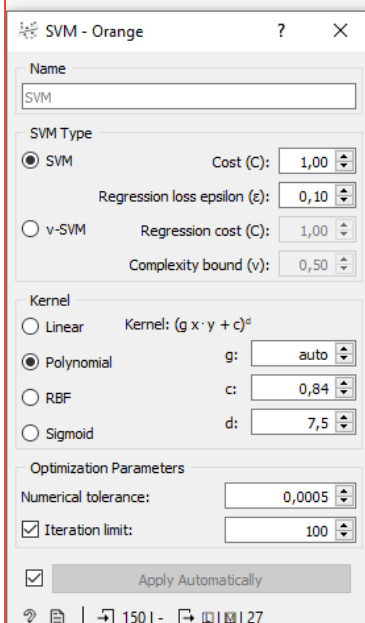 SVM - Orange ? ×
Name
SVM
SVM Type
SVM Cost (C): 1,00
Regression loss epsilon (ε): 0,10
ν-SVM Regression cost (C): 1,00
Complexity bound (ν): 0,50
Kernel
Linear Kernel: (g x·y + c)ᵈ
Polynomial g: auto
RBF c: 0,84
Sigmoid d: 7,5
Optimization Parameters
Numerical tolerance: 0,0005
Iteration limit: 100
Apply Automatically
? 150 | - L | M | 27